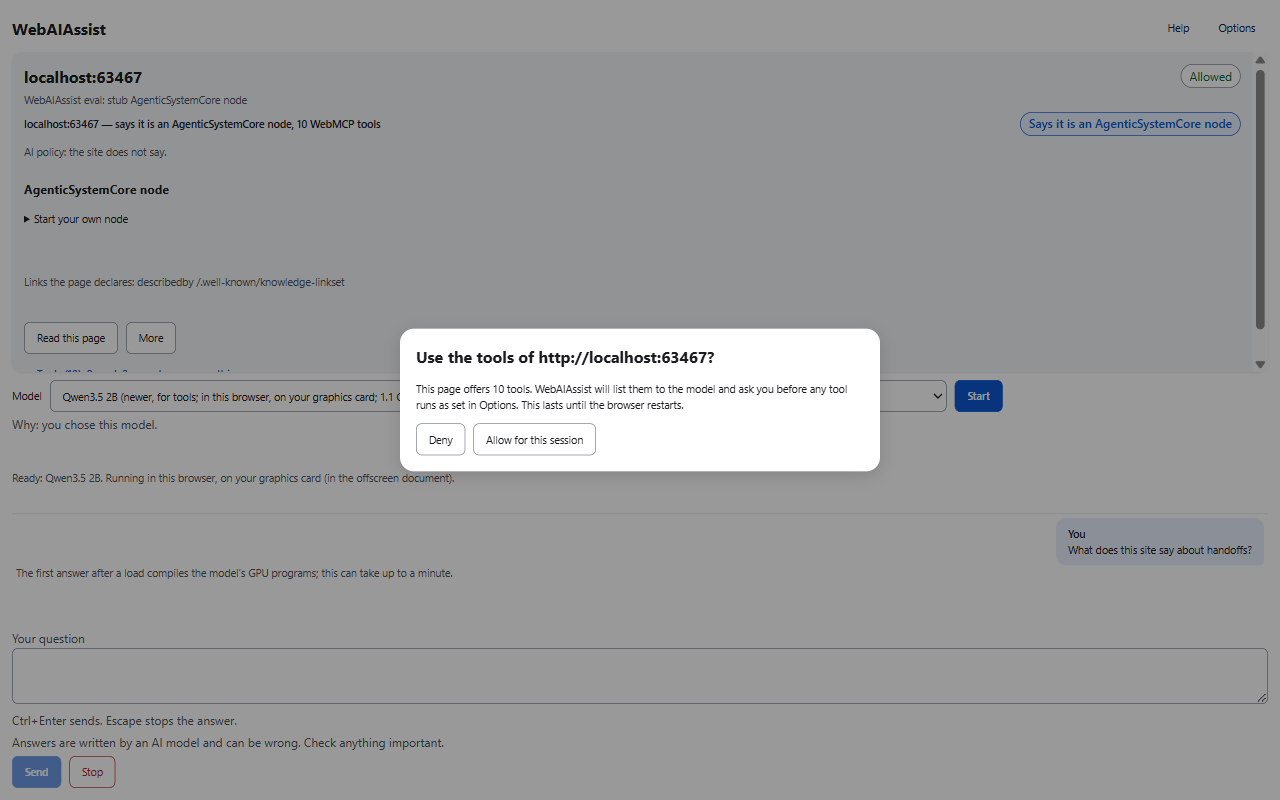 WebAIAssist
Help
Options
localhost:63467
Allowed
WebAIAssist eval: stub AgenticSystemCore node
localhost:63467 — says it is an AgenticSystemCore node, 10 WebMCP tools
Says it is an AgenticSystemCore node
AI policy: the site does not say.
AgenticSystemCore node
Start your own node
Links the page declares: describedby /.well-known/knowledge-linkset
Read this page
More
Use the tools of http://localhost:63467?
This page offers 10 tools. WebAIAssist will list them to the model and ask you before any tool
runs as set in Options. This lasts until the browser restarts.
Deny
Allow for this session
Model
Qwen3.5 2B (newer, for tools; in this browser, on your graphics card; 1.1
Start
Why: you chose this model.
Ready: Qwen3.5 2B. Running in this browser, on your graphics card (in the offscreen document).
You
What does this site say about handoffs?
The first answer after a load compiles the model's GPU programs; this can take up to a minute.
Your question
Ctrl+Enter sends. Escape stops the answer.
Answers are written by an AI model and can be wrong. Check anything important.
Send
Stop